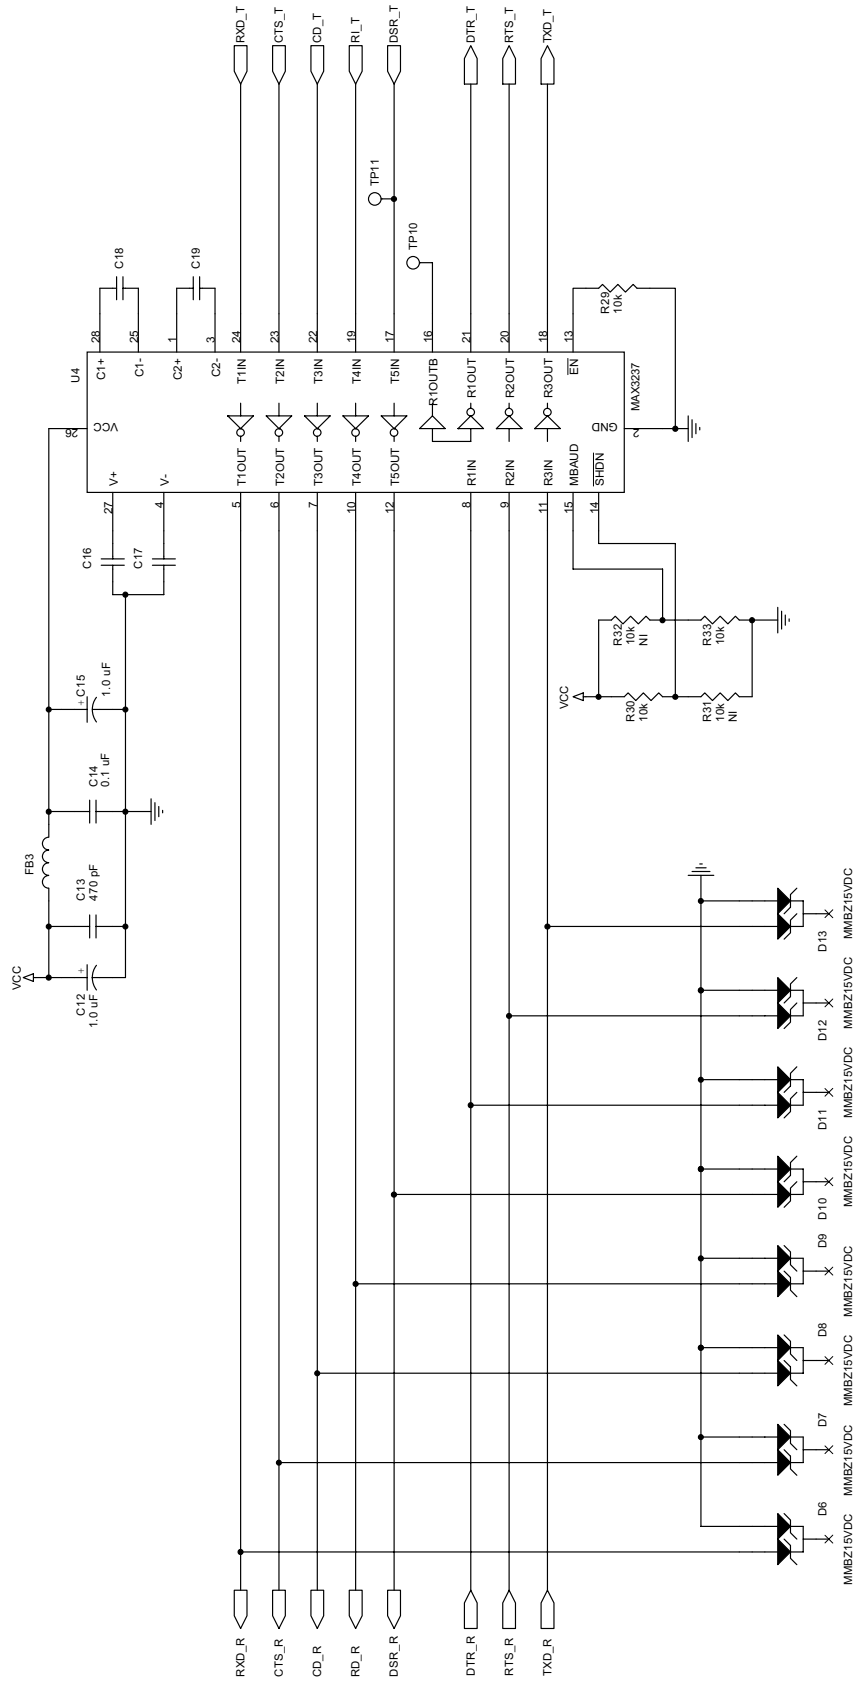 RXD_T
CTS_T
CD_T
RI_T
DSR_T
DTR_T
RTS_T
TXD_T
TP11
TP10
C18
C19
28
25
1
3
24
23
22
19
17
16
21
20
18
13
R29
10k
U4
C1+
C1-
C2+
C2-
T1IN
T2IN
T3IN
T4IN
T5IN
R1OUTB
R1OUT
R2OUT
R3OUT
EN
MAX3237
26
VCC
GND
2
V+
V-
T1OUT
T2OUT
T3OUT
T4OUT
T5OUT
R1IN
R2IN
R3IN
MBAUD
SHDN
27
4
5
6
7
10
12
8
9
11
15
14
C16
C17
C15
1.0 uF
+
C14
0.1 uF
FB3
C13
470 pF
VCC
C12
1.0 uF
+
R32
10k
NI
R33
10k
VCC
R30
10k
R31
10k
NI
D13
MMBZ15VDC
D12
MMBZ15VDC
D11
MMBZ15VDC
D10
MMBZ15VDC
D9
MMBZ15VDC
D8
MMBZ15VDC
D7
MMBZ15VDC
D6
MMBZ15VDC
RXD_R
CTS_R
CD_R
RD_R
DSR_R
DTR_R
RTS_R
TXD_R